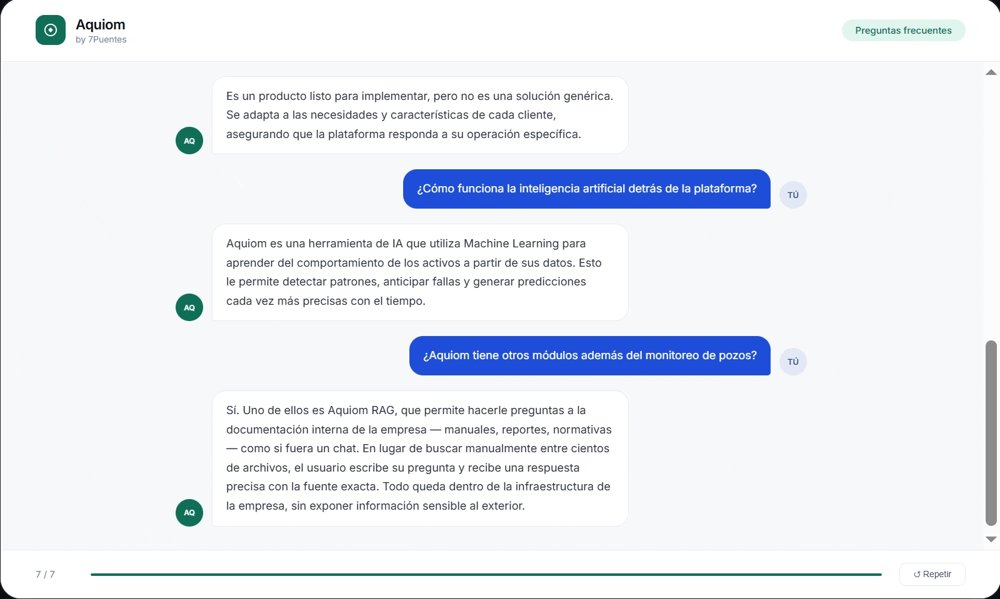 Aquiom
by 7Puentes
Preguntas frecuentes
Es un producto listo para implementar, pero no es una solución genérica.
Se adapta a las necesidades y características de cada cliente,
asegurando que la plataforma responda a su operación específica.
AQ
¿Cómo funciona la inteligencia artificial detrás de la plataforma?
TÚ
Aquiom es una herramienta de IA que utiliza Machine Learning para
aprender del comportamiento de los activos a partir de sus datos. Esto
le permite detectar patrones, anticipar fallas y generar predicciones
cada vez más precisas con el tiempo.
AQ
¿Aquiom tiene otros módulos además del monitoreo de pozos?
TÚ
Sí. Uno de ellos es Aquiom RAG, que permite hacerle preguntas a la
documentación interna de la empresa — manuales, reportes, normativas
— como si fuera un chat. En lugar de buscar manualmente entre cientos
de archivos, el usuario escribe su pregunta y recibe una respuesta
precisa con la fuente exacta. Todo queda dentro de la infraestructura de
la empresa, sin exponer información sensible al exterior.
AQ
7 / 7
↺ Repetir